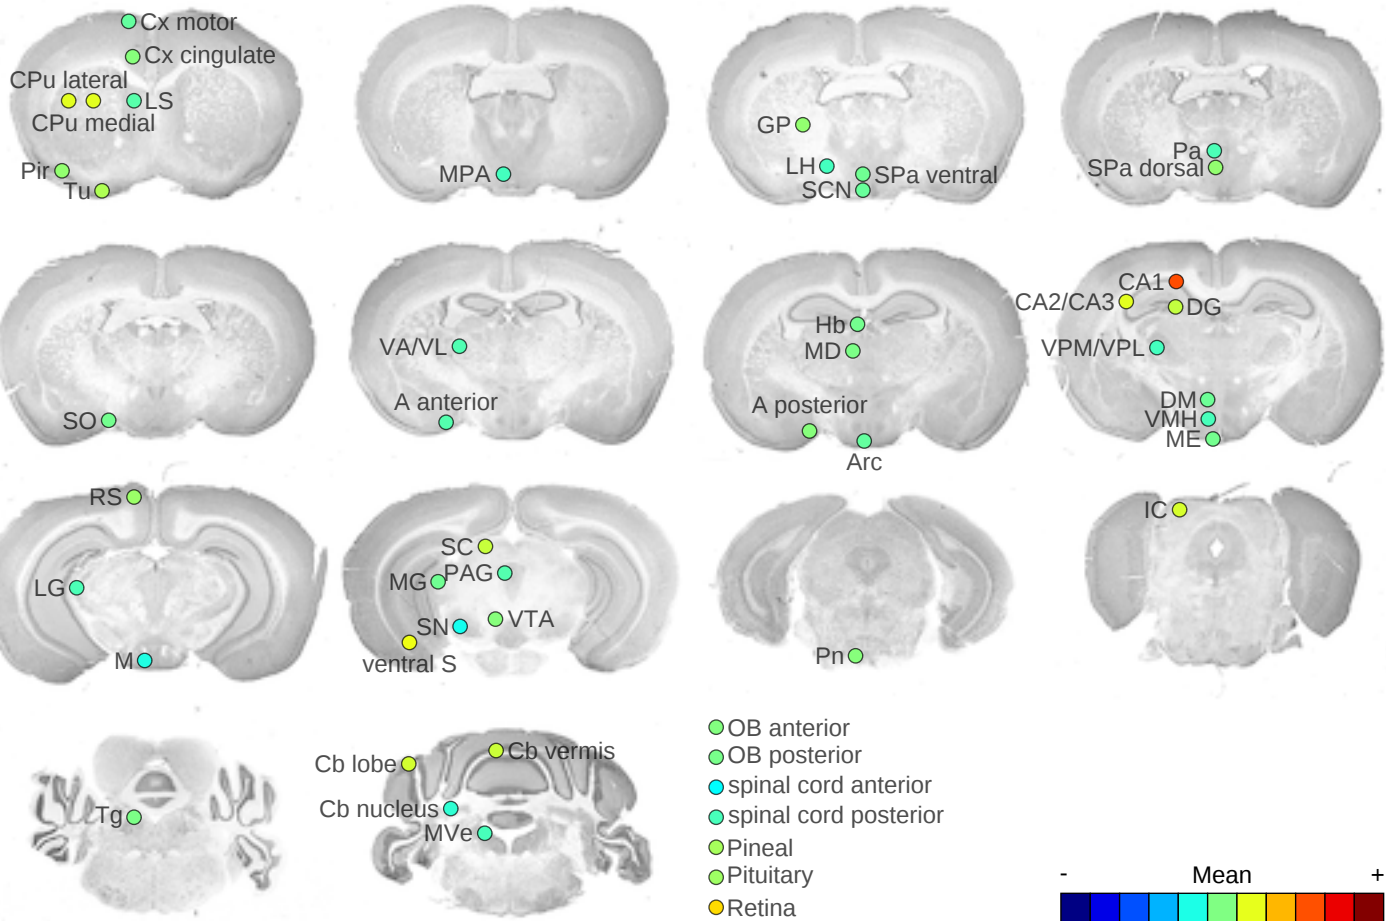 Cx motor
Cx cingulate
CPu lateral
LS
CPu medial
Pir
Tu
MPA
GP
LH
SPa ventral
SCN
Pa
SPa dorsal
SO
VA/VL
A anterior
Hb
MD
A posterior
Arc
CA1
CA2/CA3
DG
VPM/VPL
DM
VMH
ME
RS
LG
M
SC
MG
PAG
SN
VTA
ventral S
Pn
IC
Tg
Cb lobe
Cb vermis
Cb nucleus
MVe
OB anterior
OB posterior
spinal cord anterior
spinal cord posterior
Pineal
Pituitary
Retina
- Mean +